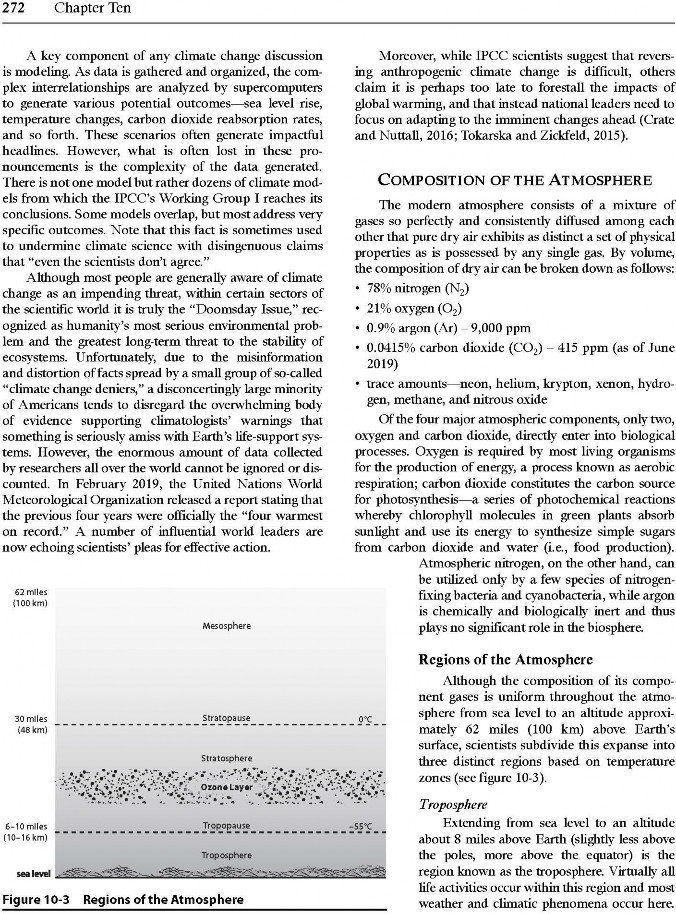 272 Chapter Ten
A key component of any climate change discussion
is modeling. As data is gathered and organized, the com-
plex interrelationships are analyzed by supercomputers
to generate various potential outcomes—sea level rise,
temperature changes, carbon dioxide reabsorption rates,
and so forth. These scenarios often generate impactful
headlines. However, what is often lost in these pro-
nouncements is the complexity of the data generated.
There is not one model but rather dozens of climate mod-
els from which the IPCC's Working Group I reaches its
conclusions. Some models overlap, but most address very
specific outcomes. Note that this fact is sometimes used
to undermine climate science with disingenuous claims
that "even the scientists don't agree."
Although most people are generally aware of climate
change as an impending threat, within certain sectors of
the scientific world it is truly the "Doomsday Issue," rec-
ognized as humanity's most serious environmental prob-
lem and the greatest long-term threat to the stability of
ecosystems. Unfortunately, due to the misinformation
and distortion of facts spread by a small group of so-called
"climate change deniers," a disconcertingly large minority
of Americans tends to disregard the overwhelming body
of evidence supporting climatologists' warnings that
something is seriously amiss with Earth's life-support sys-
tems. However, the enormous amount of data collected
by researchers all over the world cannot be ignored or dis-
counted. In February 2019, the United Nations World
Meteorological Organization released a report stating that
the previous four years were officially the "four warmest
on record." A number of influential world leaders are
now echoing scientists' pleas for effective action.
62 miles
(100 km)
Mesosphere
30 miles
(48 km)
Stratopause
0°C
Stratosphere
Ozone Layer
6–10 miles
(10–16 km)
Tropopause
–55°C
Troposphere
sea level
Figure 10-3 Regions of the Atmosphere
Moreover, while IPCC scientists suggest that revers-
ing anthropogenic climate change is difficult, others
claim it is perhaps too late to forestall the impacts of
global warming, and that instead national leaders need to
focus on adapting to the imminent changes ahead (Crate
and Nuttall, 2016; Tokarska and Zickfeld, 2015).
COMPOSITION OF THE ATMOSPHERE
The modern atmosphere consists of a mixture of
gases so perfectly and consistently diffused among each
other that pure dry air exhibits as distinct a set of physical
properties as is possessed by any single gas. By volume,
the composition of dry air can be broken down as follows:
• 78% nitrogen (N₂)
• 21% oxygen (O₂)
• 0.9% argon (Ar) – 9,000 ppm
• 0.0415% carbon dioxide (CO₂) – 415 ppm (as of June
2019)
• trace amounts—neon, helium, krypton, xenon, hydro-
gen, methane, and nitrous oxide
Of the four major atmospheric components, only two,
oxygen and carbon dioxide, directly enter into biological
processes. Oxygen is required by most living organisms
for the production of energy, a process known as aerobic
respiration; carbon dioxide constitutes the carbon source
for photosynthesis—a series of photochemical reactions
whereby chlorophyll molecules in green plants absorb
sunlight and use its energy to synthesize simple sugars
from carbon dioxide and water (i.e., food production).
Atmospheric nitrogen, on the other hand, can
be utilized only by a few species of nitrogen-
fixing bacteria and cyanobacteria, while argon
is chemically and biologically inert and thus
plays no significant role in the biosphere.
Regions of the Atmosphere
Although the composition of its compo-
nent gases is uniform throughout the atmo-
sphere from sea level to an altitude approxi-
mately 62 miles (100 km) above Earth's
surface, scientists subdivide this expanse into
three distinct regions based on temperature
zones (see figure 10-3).
Troposphere
Extending from sea level to an altitude
about 8 miles above Earth (slightly less above
the poles, more above the equator) is the
region known as the troposphere. Virtually all
life activities occur within this region and most
weather and climatic phenomena occur here.